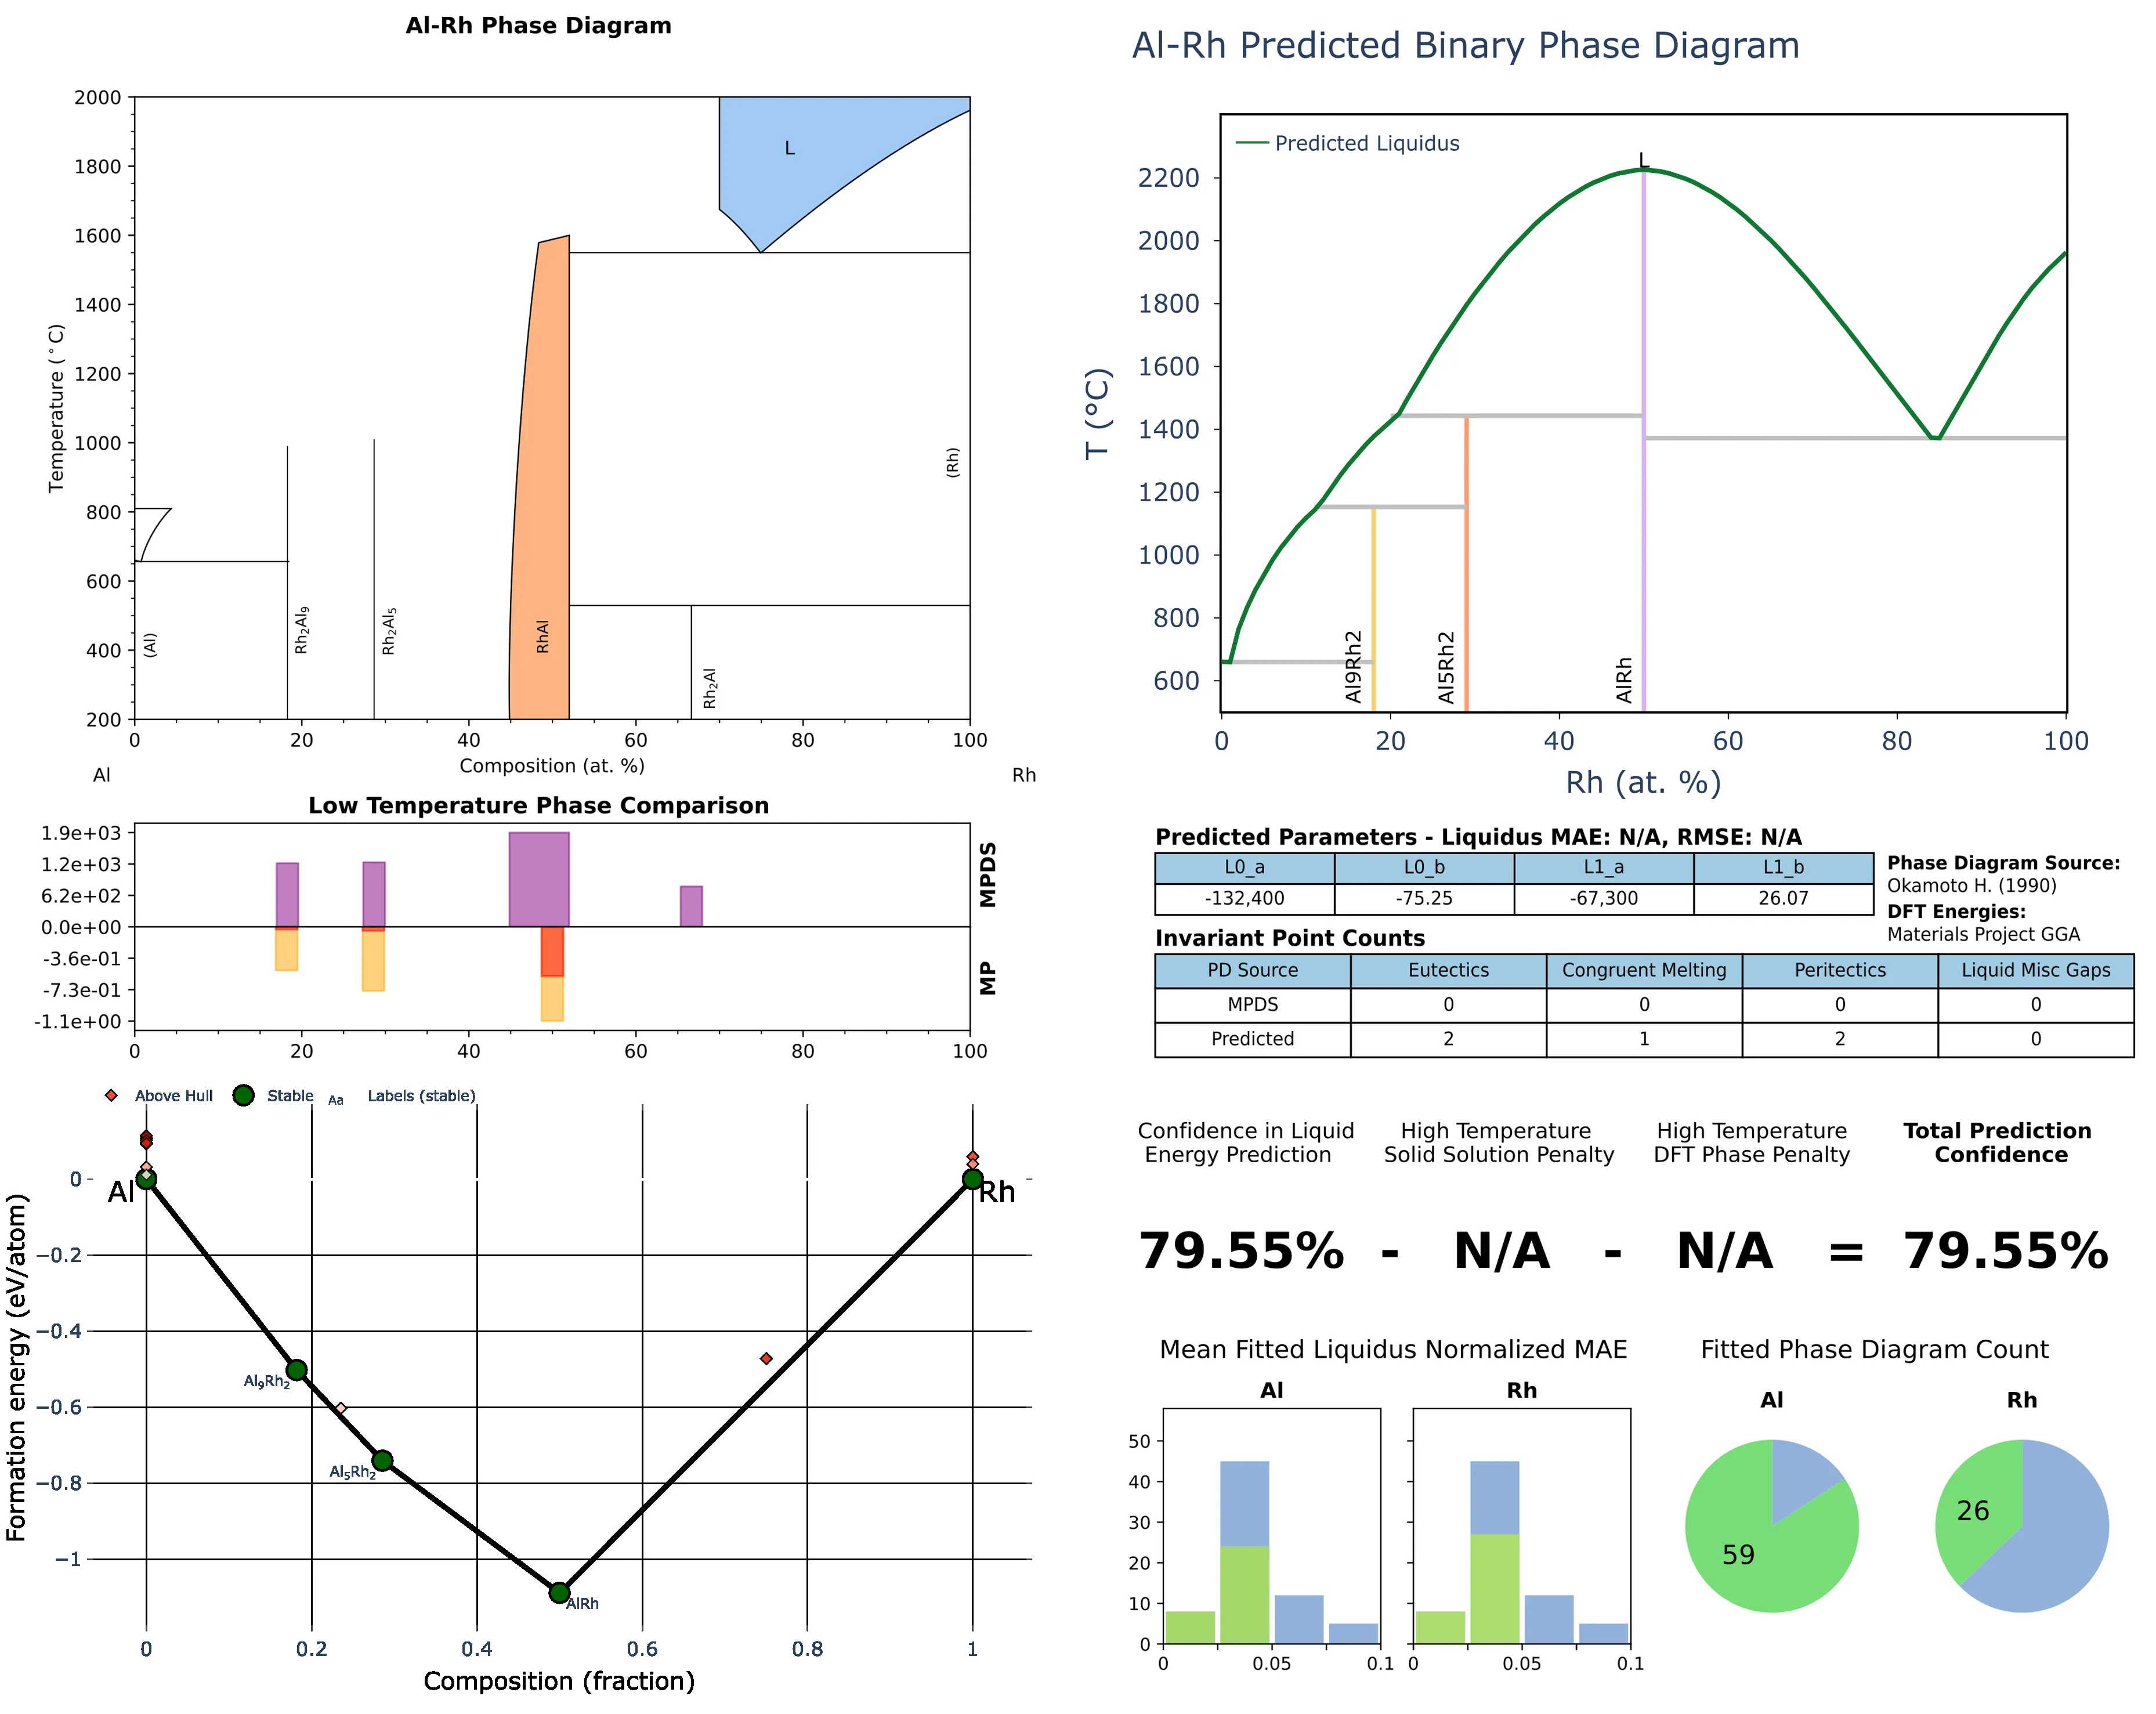 Al-Rh Phase Diagram
2000
1800
1600
1400
1200
1000
800
600
400
200
Temperature (°C)
L
(Al)
Rh₂Al₉
Rh₂Al₅
RhAl
Rh₂Al
(Rh)
0 20 40 60 80 100
Composition (at. %)
Al Rh
Low Temperature Phase Comparison
1.9e+03
1.2e+03
6.2e+02
0.0e+00
-3.6e-01
-7.3e-01
-1.1e+00
MPDS
MP
0 20 40 60 80 100
Above Hull Stable Aa Labels (stable)
Formation energy (eV/atom)
0
−0.2
−0.4
−0.6
−0.8
−1
Al
Rh
Al₉Rh₂
Al₅Rh₂
AlRh
0 0.2 0.4 0.6 0.8 1
Composition (fraction)
Al-Rh Predicted Binary Phase Diagram
Predicted Liquidus
L
2200
2000
1800
1600
1400
1200
1000
800
600
T (°C)
Al9Rh2
Al5Rh2
AlRh
0 20 40 60 80 100
Rh (at. %)
Predicted Parameters - Liquidus MAE: N/A, RMSE: N/A
L0_a L0_b L1_a L1_b
-132,400 -75.25 -67,300 26.07
Phase Diagram Source:
Okamoto H. (1990)
DFT Energies:
Materials Project GGA
Invariant Point Counts
PD Source Eutectics Congruent Melting Peritectics Liquid Misc Gaps
MPDS 0 0 0 0
Predicted 2 1 2 0
Confidence in Liquid
Energy Prediction
High Temperature
Solid Solution Penalty
High Temperature
DFT Phase Penalty
Total Prediction
Confidence
79.55% - N/A - N/A = 79.55%
Mean Fitted Liquidus Normalized MAE
Al
Rh
50
40
30
20
10
0
0 0.05 0.1
0 0.05 0.1
Fitted Phase Diagram Count
Al
Rh
59
26